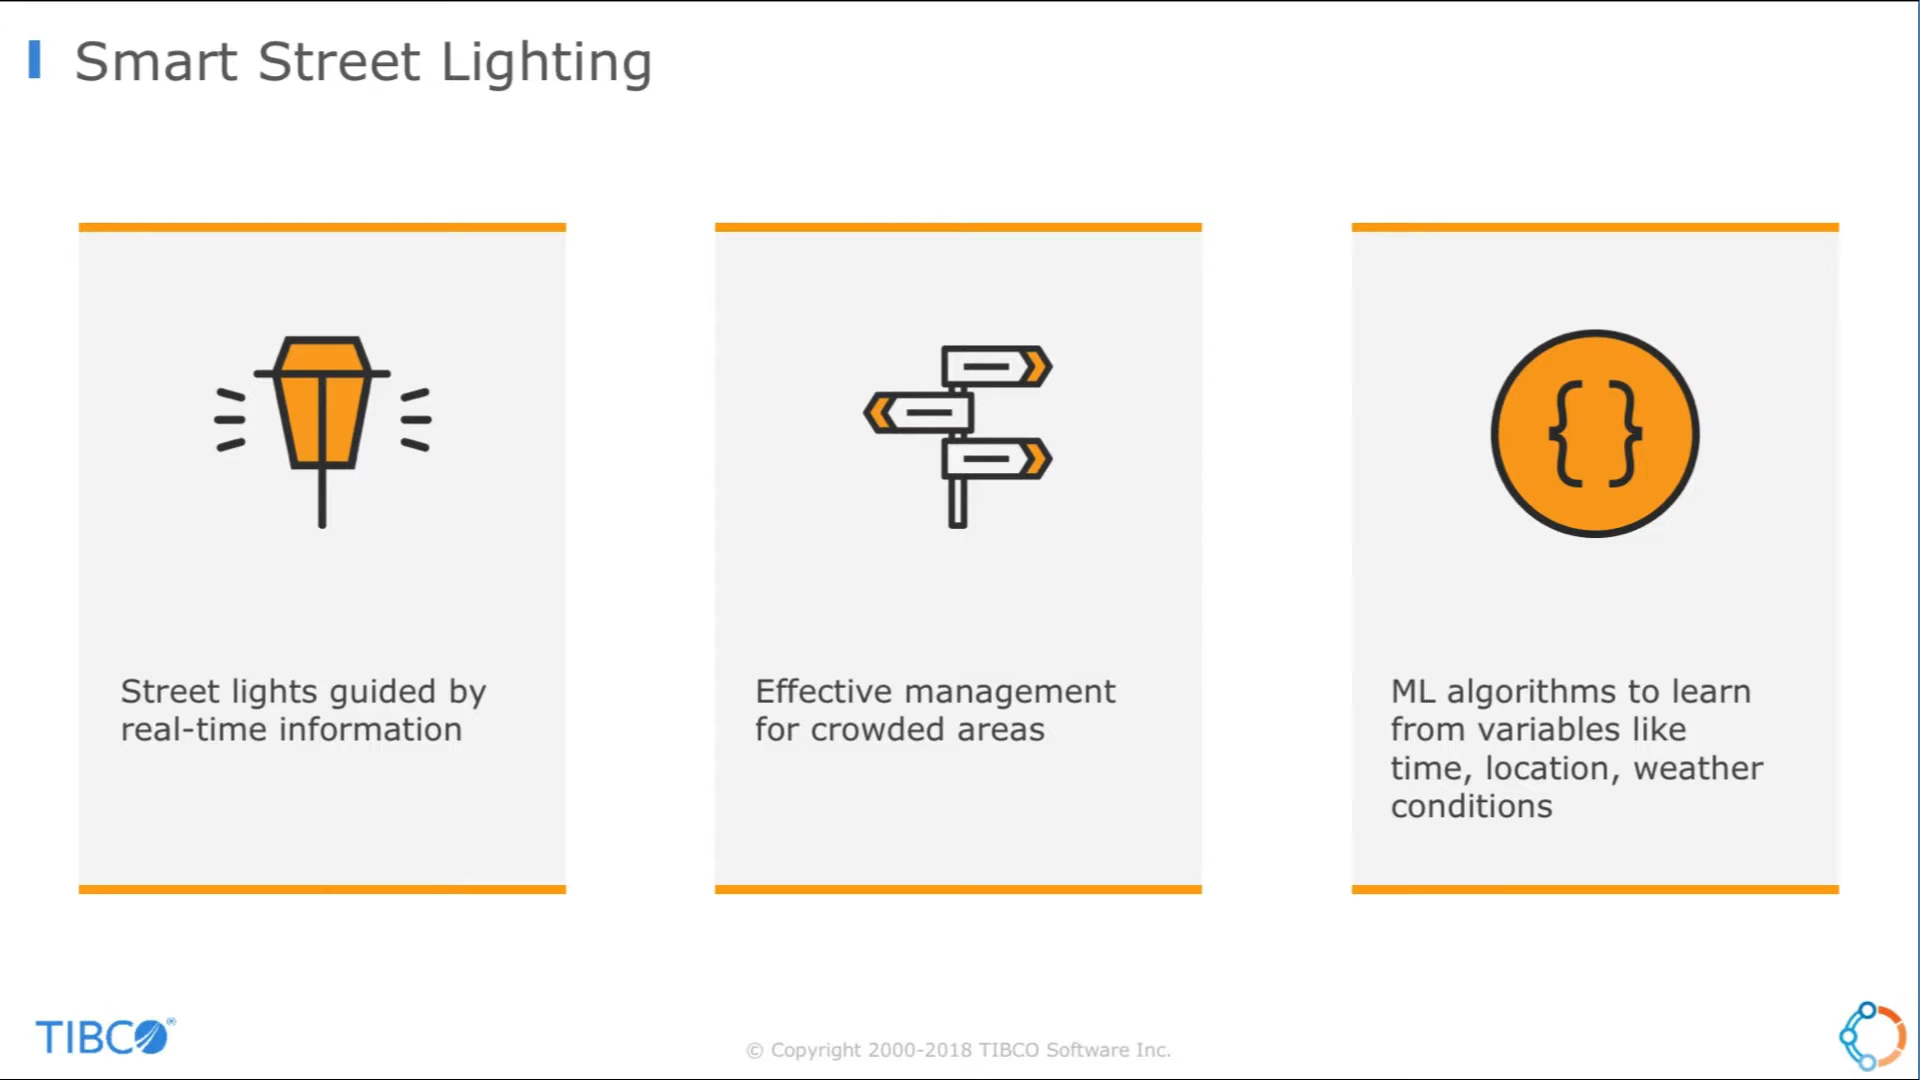 Smart Street Lighting
Street lights guided by
real-time information
Effective management
for crowded areas
{}
ML algorithms to learn
from variables like
time, location, weather
conditions
TIBCO®
© Copyright 2000-2018 TIBCO Software Inc.